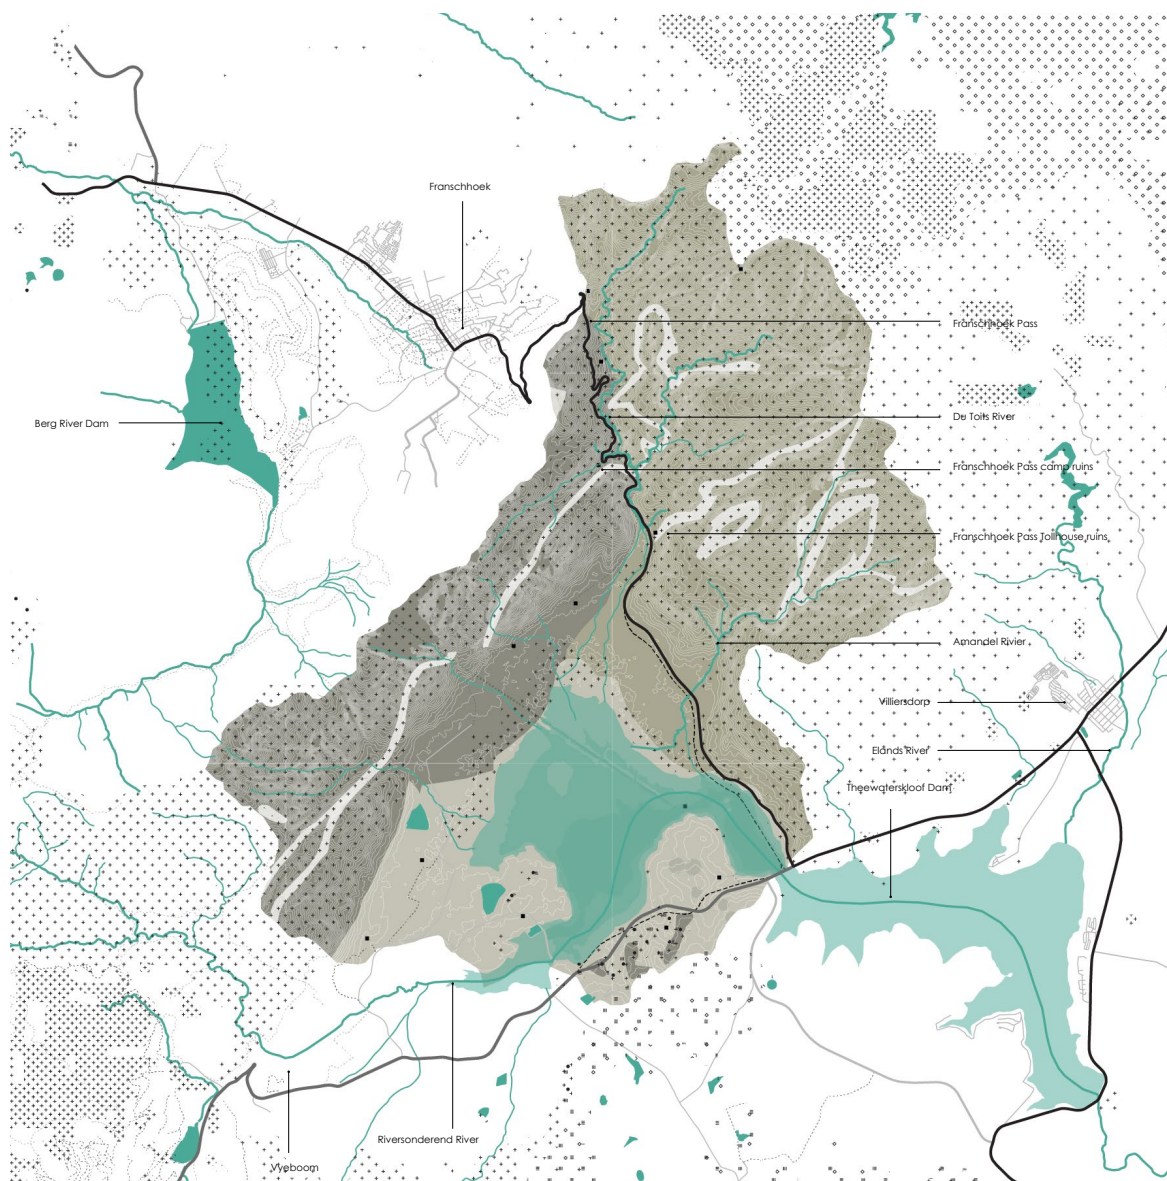 Franschhoek
Franschhoek Pass
Du Toits River
Berg River Dam
Franschhoek Pass camp ruins
Franschhoek Pass Tollhouse ruins
Amandel Rivier
Villiersdorp
Elands River
Theewaterskloof Dam
Riversonderend River
Vyeboom